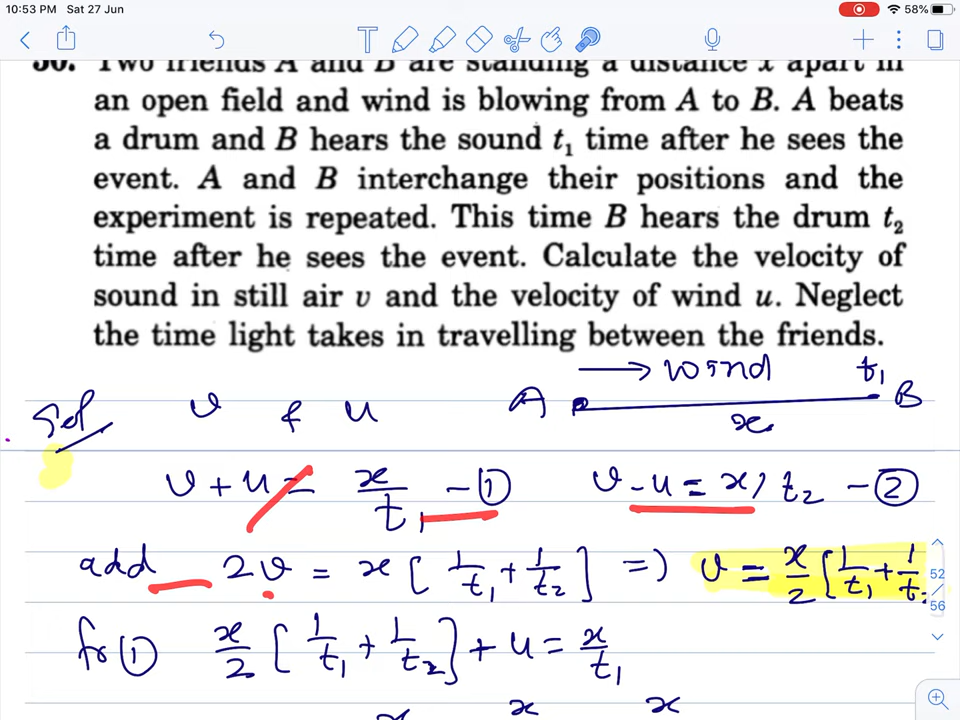 10:53 PM Sat 27 Jun 58%
30. Two friends A and B are standing a distance x apart in
an open field and wind is blowing from A to B. A beats
a drum and B hears the sound t₁ time after he sees the
event. A and B interchange their positions and the
experiment is repeated. This time B hears the drum t₂
time after he sees the event. Calculate the velocity of
sound in still air v and the velocity of wind u. Neglect
the time light takes in travelling between the friends.
→ wind t₁
Sol v & u A B
x
v + u = x/t₁ - ① v - u = x/t₂ - ②
add 2v = x[1/t₁ + 1/t₂] => v = x/2 [1/t₁ + 1/t₂
52/56
fr ① x/2 [1/t₁ + 1/t₂] + u = x/t₁
x x x